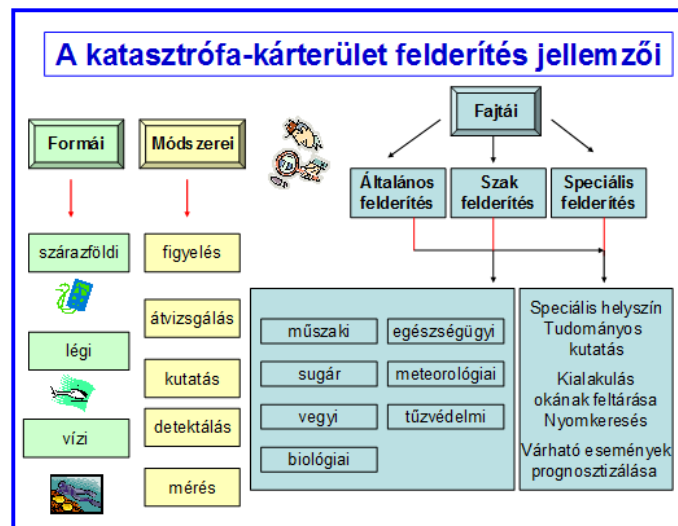 A katasztrófa-kárterület felderítés jellemzői
Formái
Módszerei
Fajtái
Általános
felderítés
Szak
felderítés
Speciális
felderítés
szárazföldi
légi
vízi
figyelés
átvizsgálás
kutatás
detektálás
mérés
műszaki
egészségügyi
sugár
meteorológiai
vegyi
tűzvédelmi
biológiai
Speciális helyszín
Tudományos
kutatás
Kialakulás
okának feltárása
Nyomkeresés
Várható események
prognosztizálása